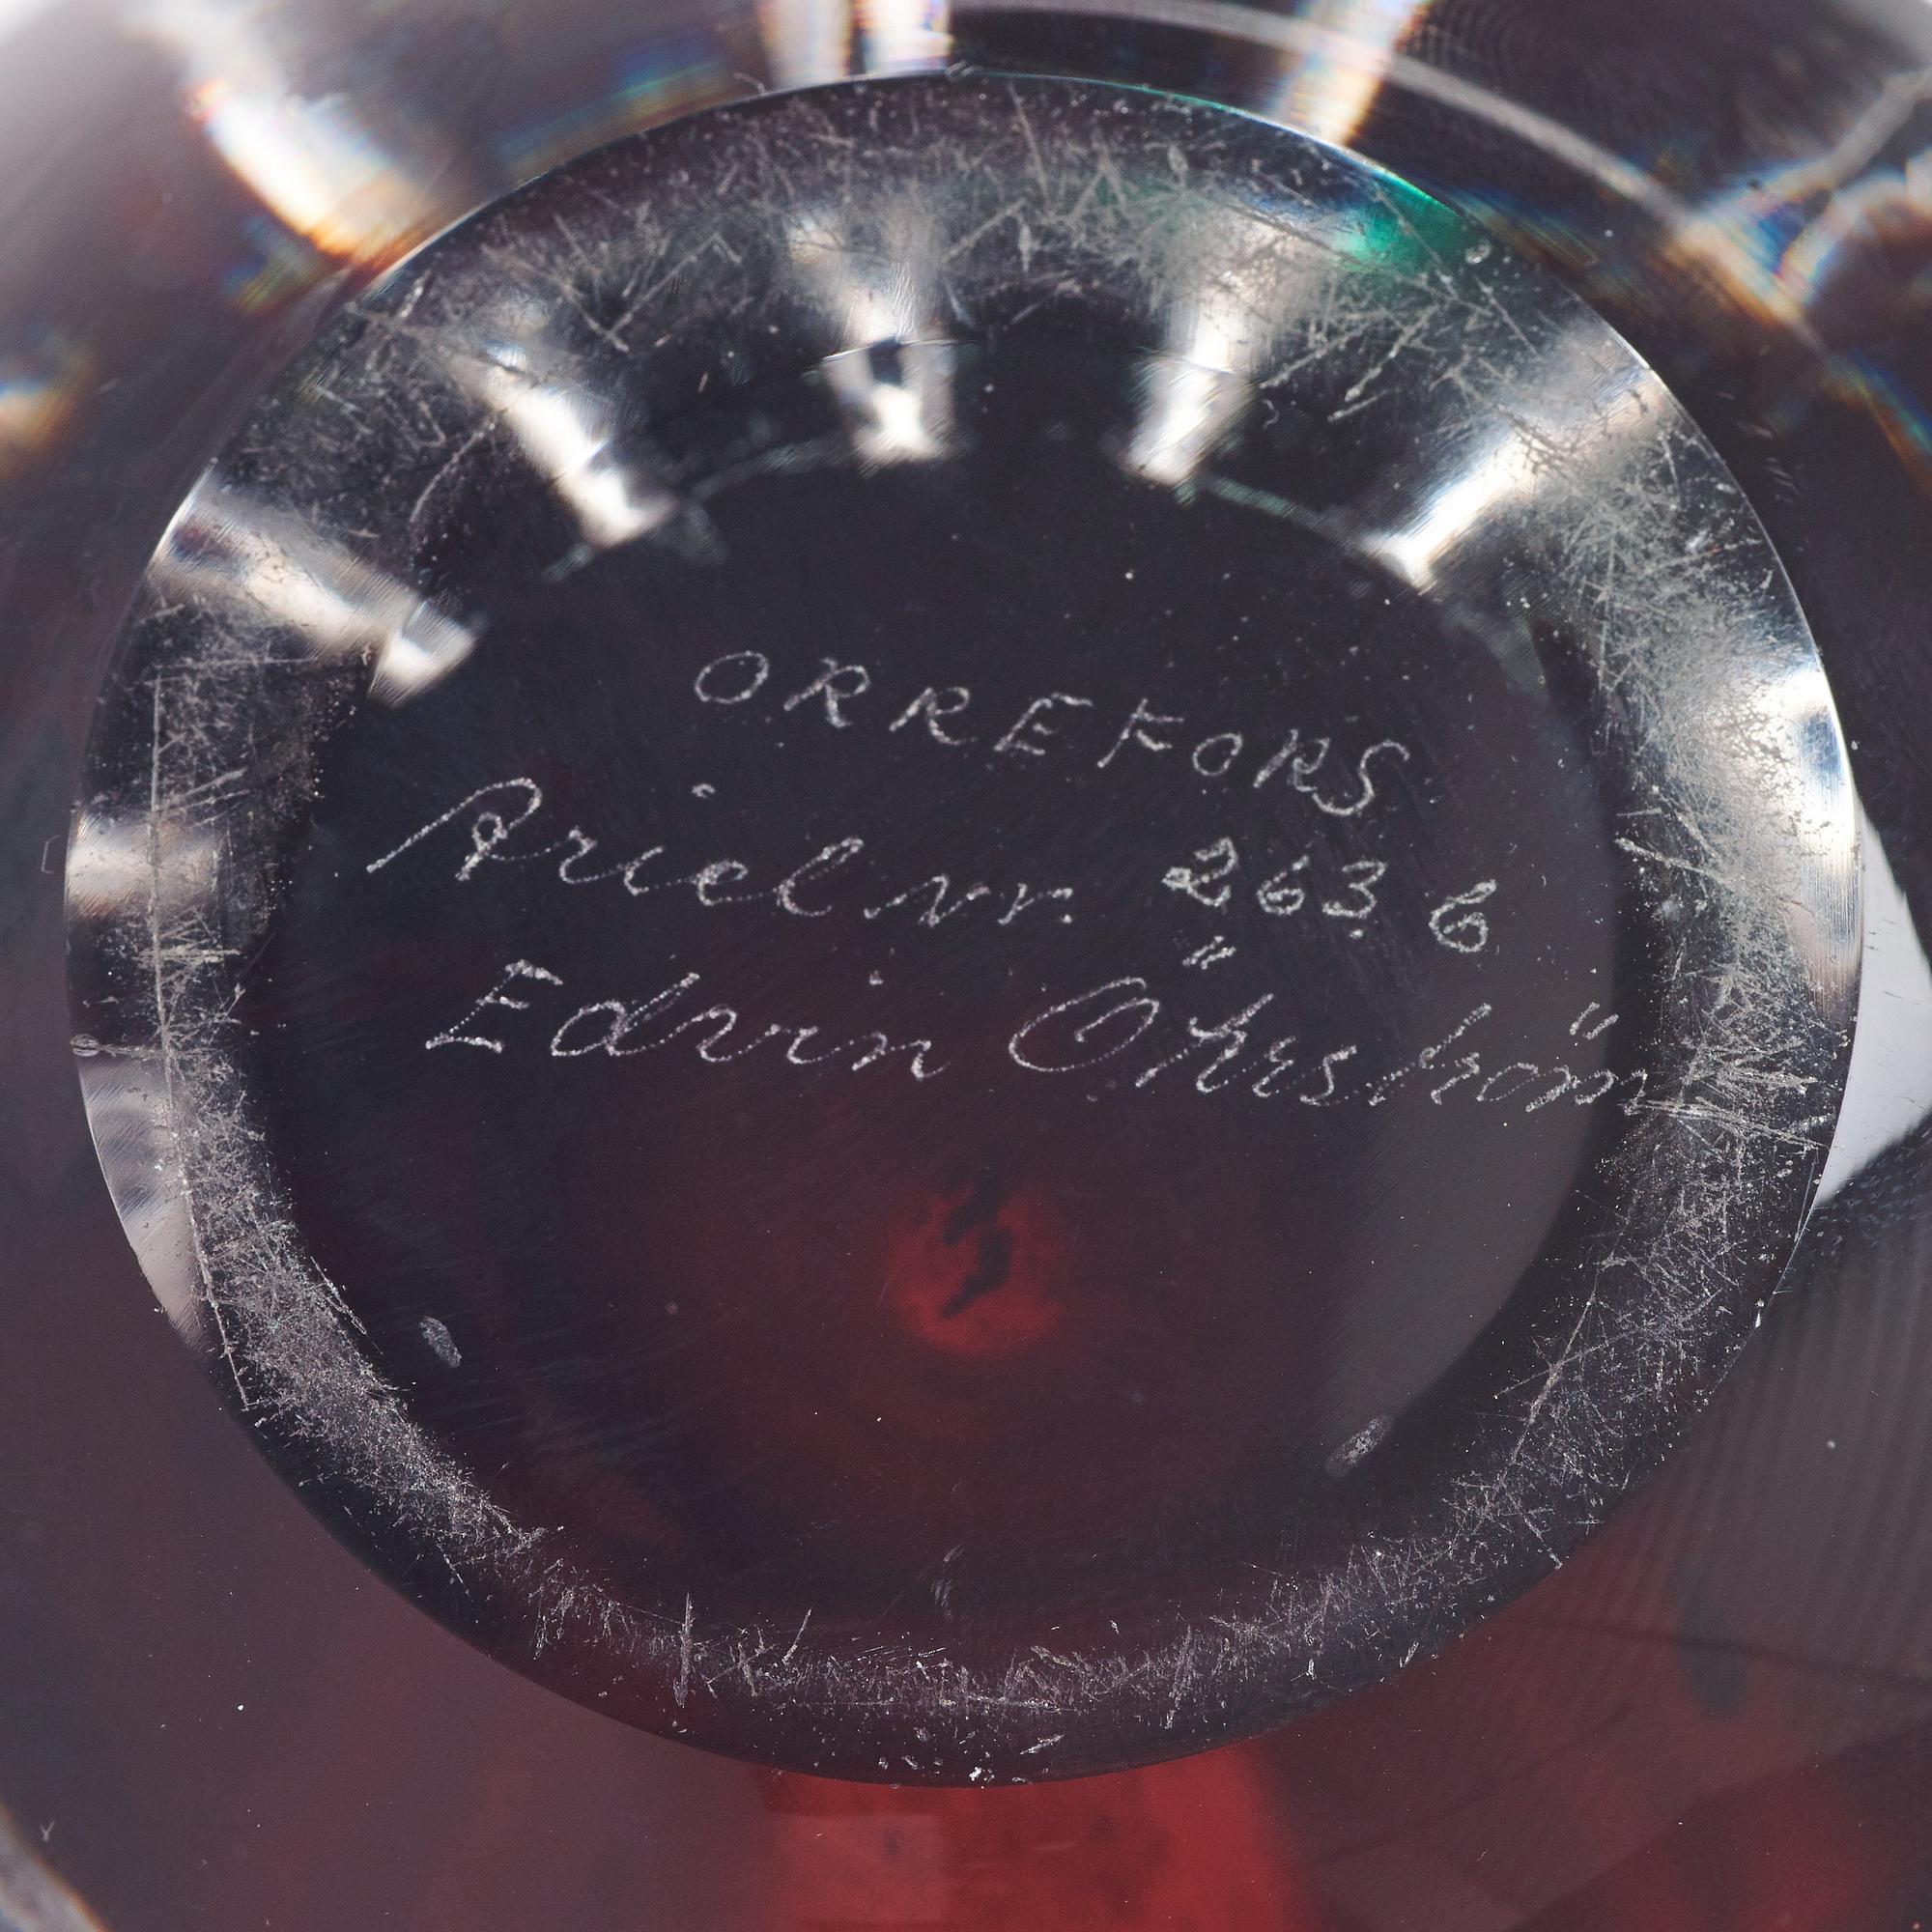 ORREFORS
Ariel nr. 263. G
Edvin Öhrström